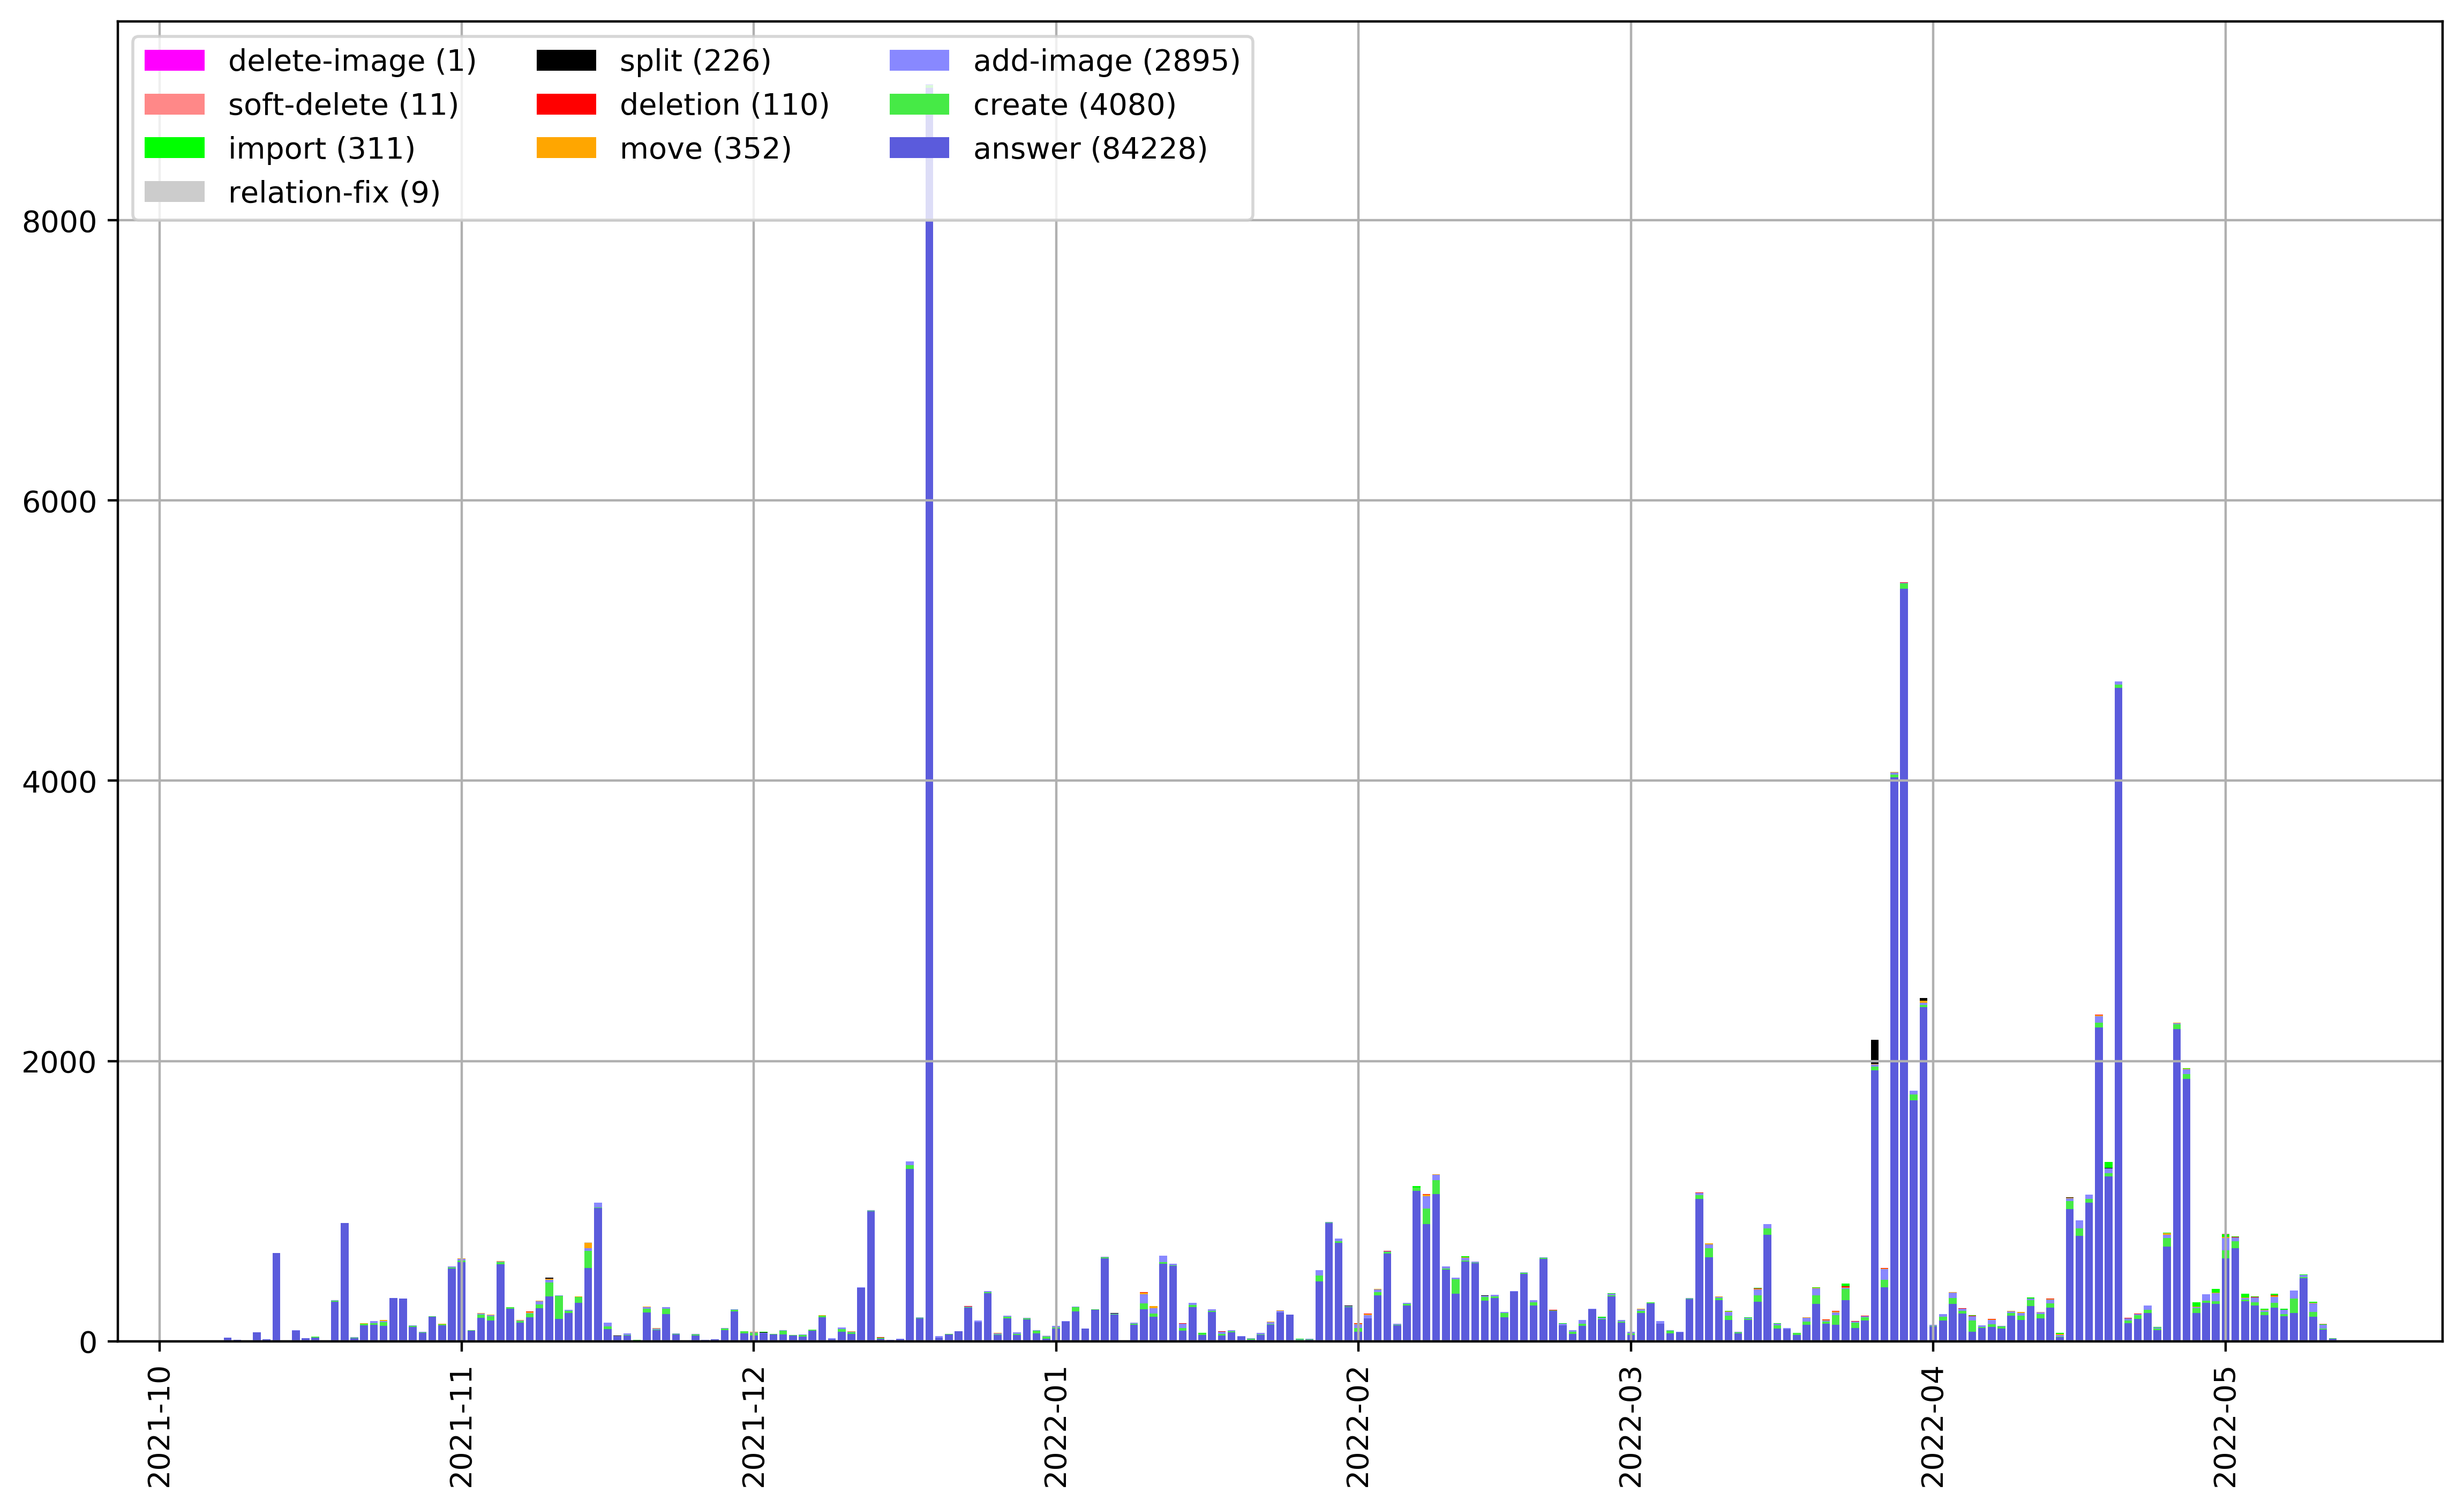 delete-image (1)
soft-delete (11)
import (311)
relation-fix (9)
split (226)
deletion (110)
move (352)
add-image (2895)
create (4080)
answer (84228)
8000
6000
4000
2000
0
2021-10
2021-11
2021-12
2022-01
2022-02
2022-03
2022-04
2022-05